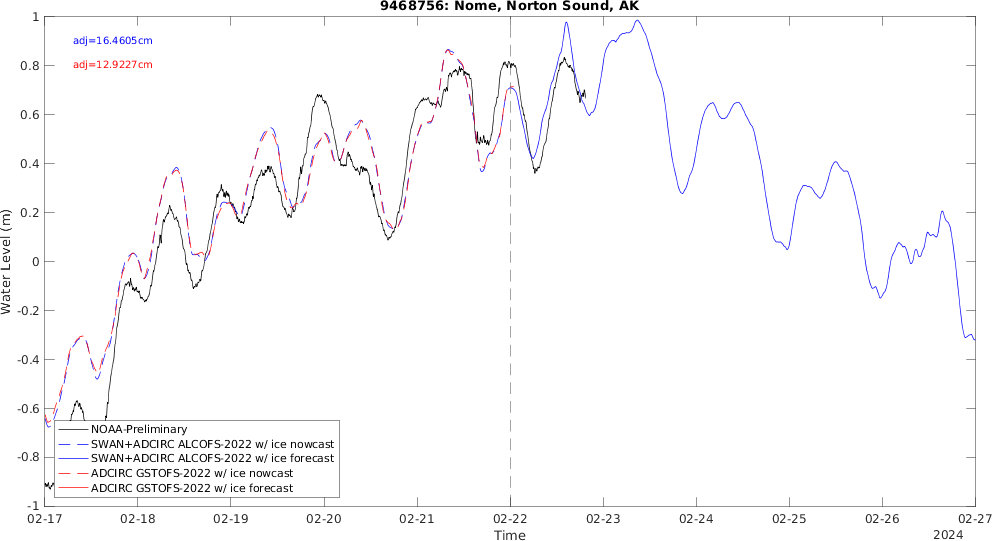 9468756: Nome, Norton Sound, AK
adj=16.4605cm
adj=12.9227cm
Water Level (m)
1
0.8
0.6
0.4
0.2
0
-0.2
-0.4
-0.6
-0.8
-1
NOAA-Preliminary
SWAN+ADCIRC ALCOFS-2022 w/ ice nowcast
SWAN+ADCIRC ALCOFS-2022 w/ ice forecast
ADCIRC GSTOFS-2022 w/ ice nowcast
ADCIRC GSTOFS-2022 w/ ice forecast
02-17 02-18 02-19 02-20 02-21 02-22 02-23 02-24 02-25 02-26 02-27
Time
2024